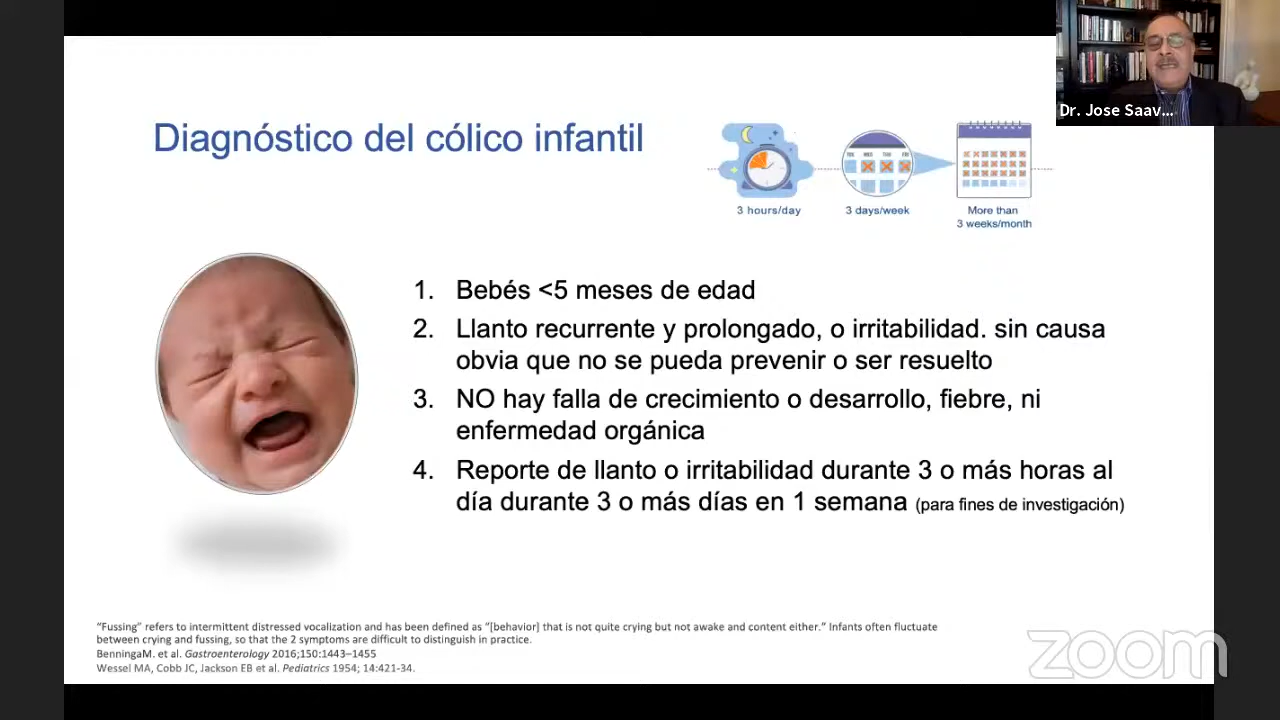 Dr. Jose Saav...
Diagnóstico del cólico infantil
TUE WED THU FRI
3 hours/day
3 days/week
More than
3 weeks/month
1. Bebés <5 meses de edad
2. Llanto recurrente y prolongado, o irritabilidad. sin causa
obvia que no se pueda prevenir o ser resuelto
3. NO hay falla de crecimiento o desarrollo, fiebre, ni
enfermedad orgánica
4. Reporte de llanto o irritabilidad durante 3 o más horas al
día durante 3 o más días en 1 semana (para fines de investigación)
"Fussing" refers to intermittent distressed vocalization and has been defined as "[behavior] that is not quite crying but not awake and content either." Infants often fluctuate
between crying and fussing, so that the 2 symptoms are difficult to distinguish in practice.
BenningaM. et al. Gastroenterology 2016;150:1443–1455
Wessel MA, Cobb JC, Jackson EB et al. Pediatrics 1954; 14:421-34.
zoom